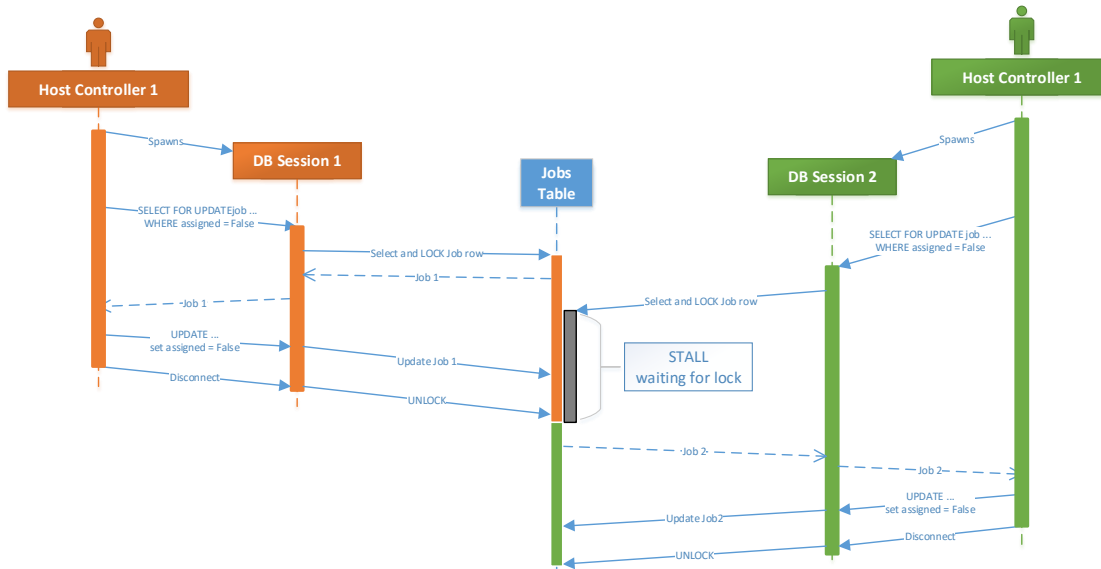 Host Controller 1
Host Controller 1
Spawns
Spawns
DB Session 1
Jobs
Table
DB Session 2
SELECT FOR UPDATEjob ...
WHERE assigned = False
SELECT FOR UPDATE job ...
WHERE assigned = False
Select and LOCK Job row
Job 1
Job 1
Select and LOCK Job row
UPDATE ...
set assigned = False
Update Job 1
STALL
waiting for lock
Disconnect
UNLOCK
Job 2
Job 2
UPDATE ...
set assigned = False
Update Job2
Disconnect
UNLOCK